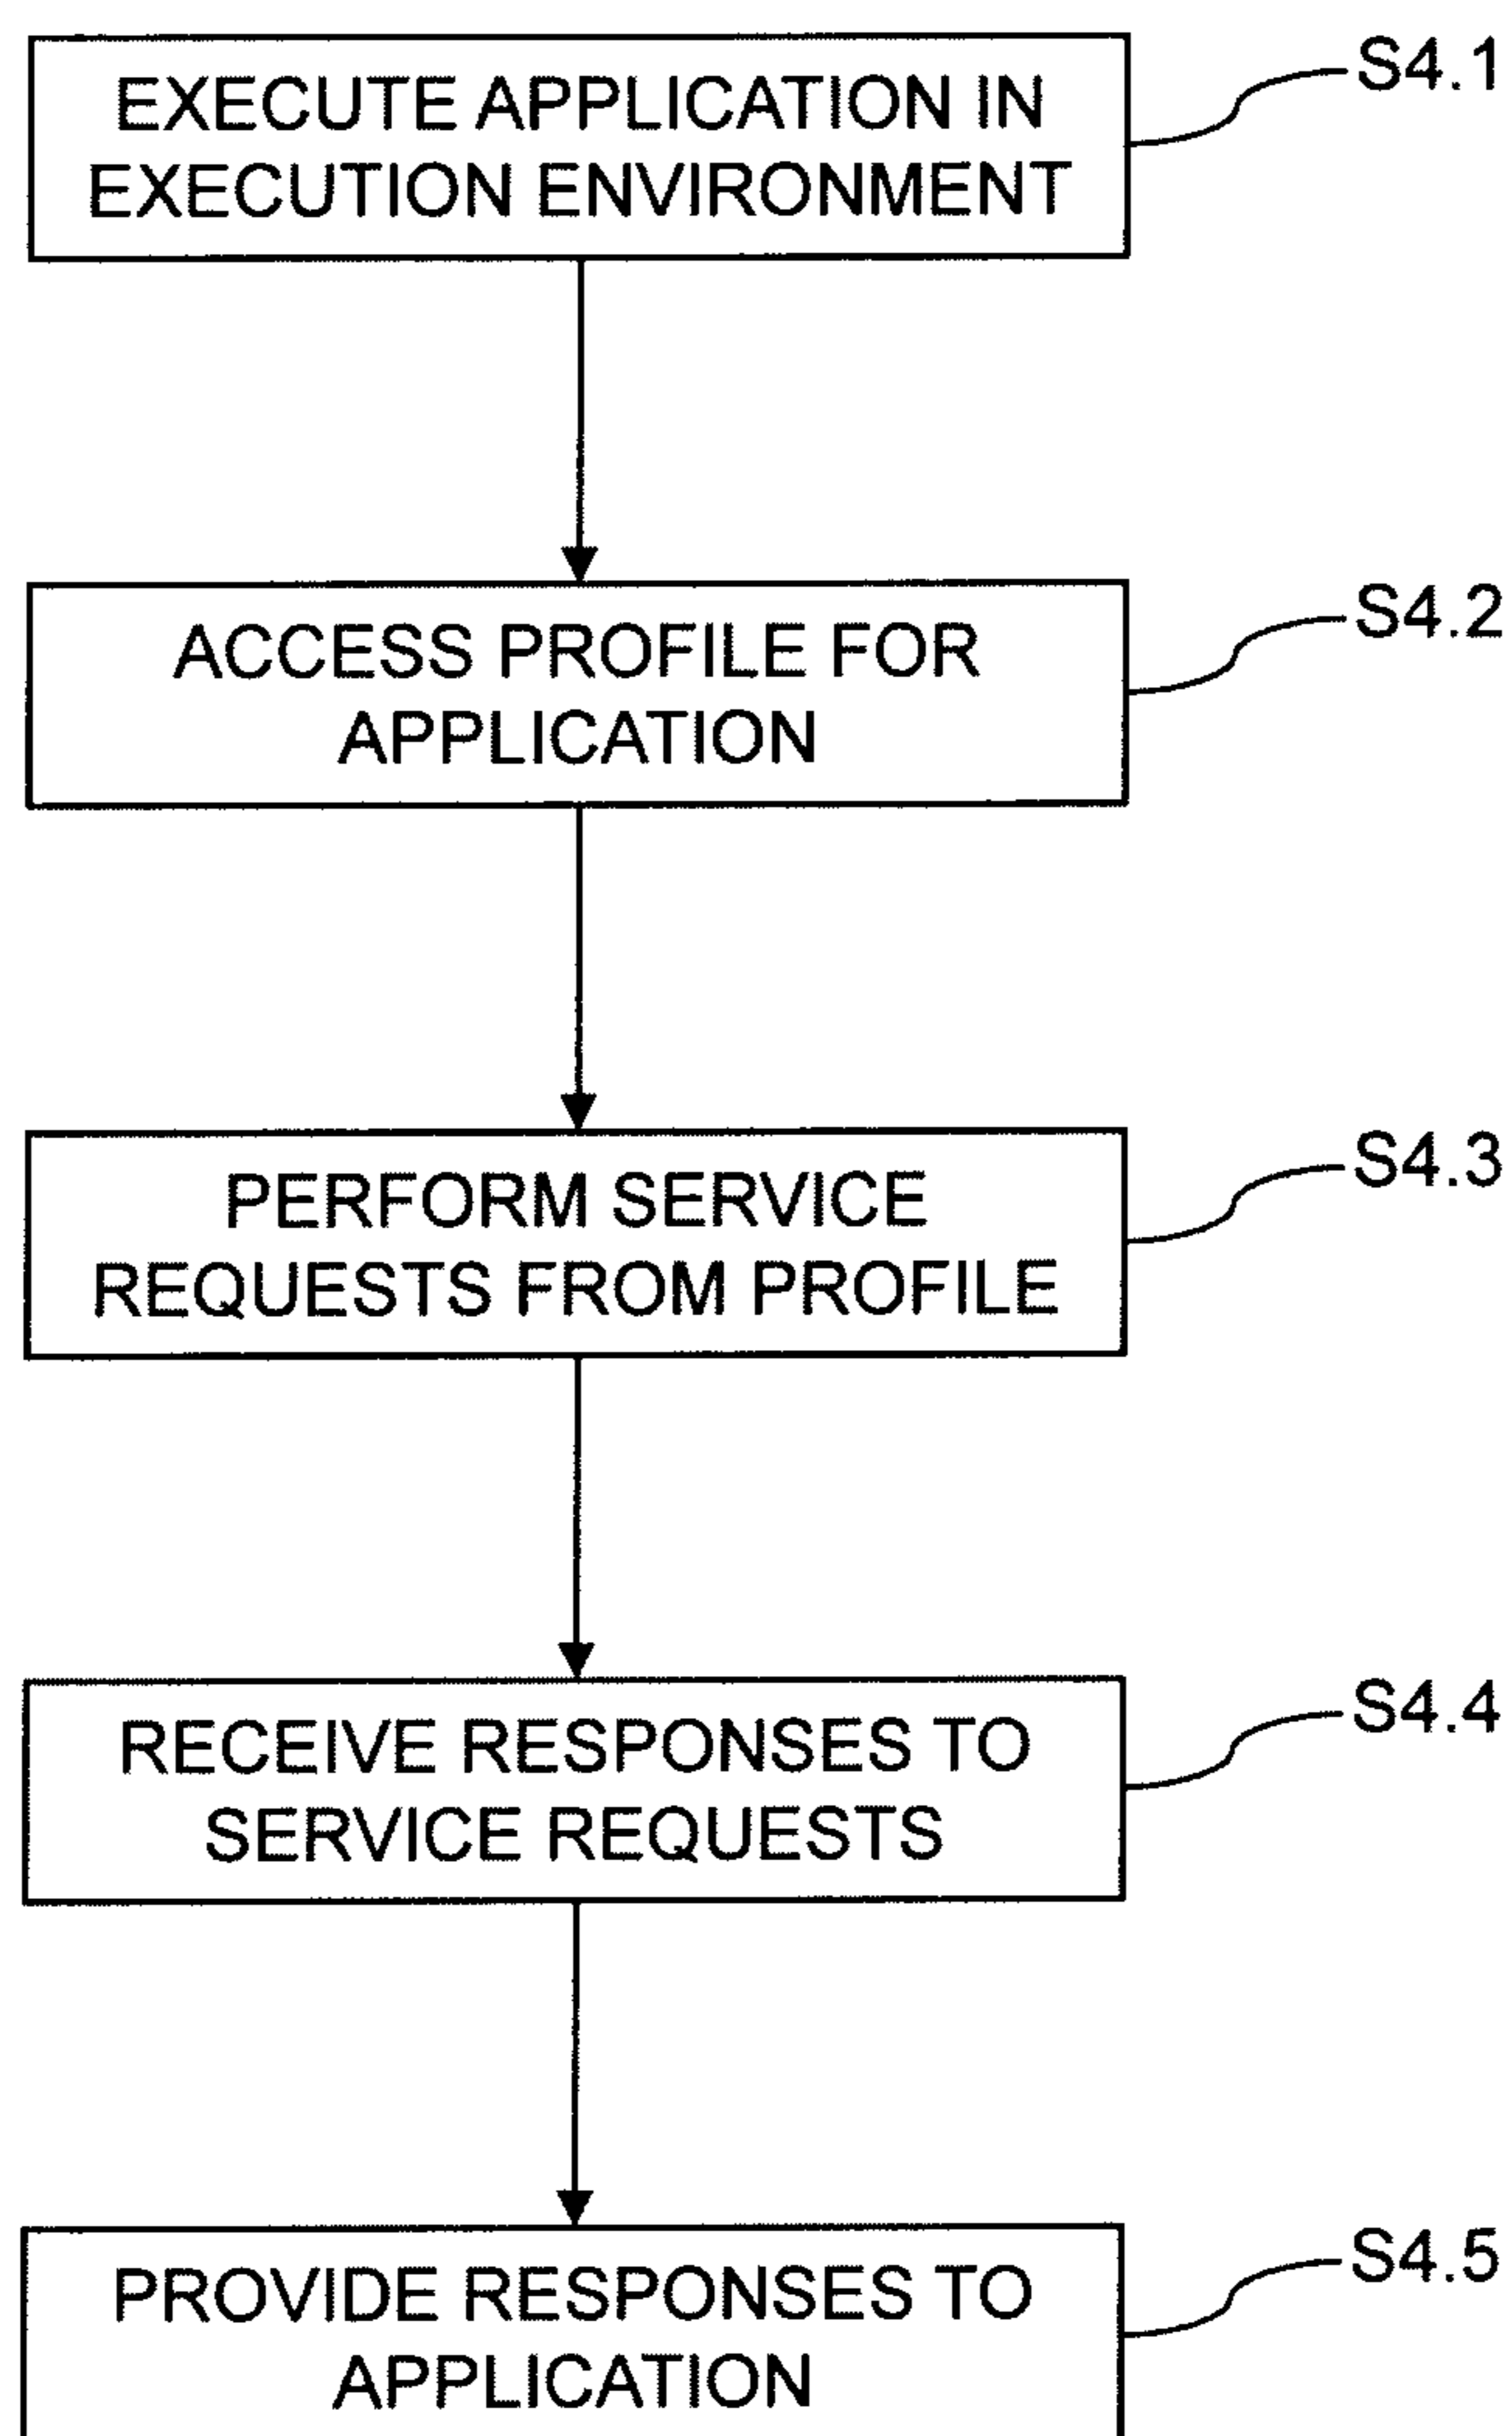 EXECUTE APPLICATION IN
EXECUTION ENVIRONMENT
S4.1
ACCESS PROFILE FOR
APPLICATION
S4.2
PERFORM SERVICE
REQUESTS FROM PROFILE
S4.3
RECEIVE RESPONSES TO
SERVICE REQUESTS
S4.4
PROVIDE RESPONSES TO
APPLICATION
S4.5